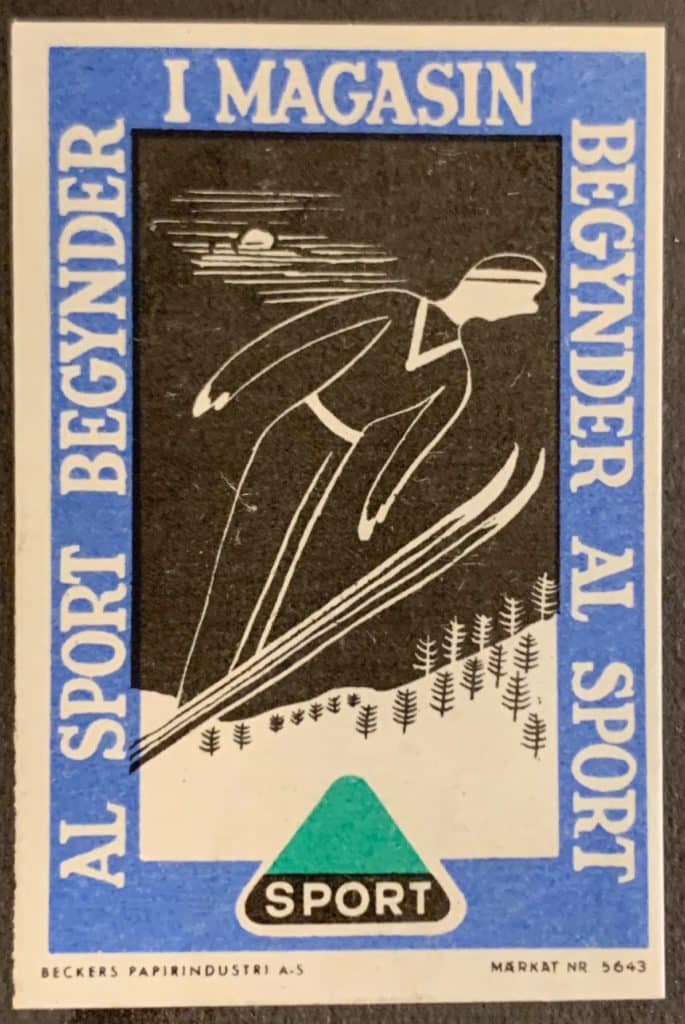 I MAGASIN
BEGYNDER AL SPORT
AL SPORT BEGYNDER
SPORT
BECKERS PAPIRINDUSTRI A-S
MÆRKAT NR 5643